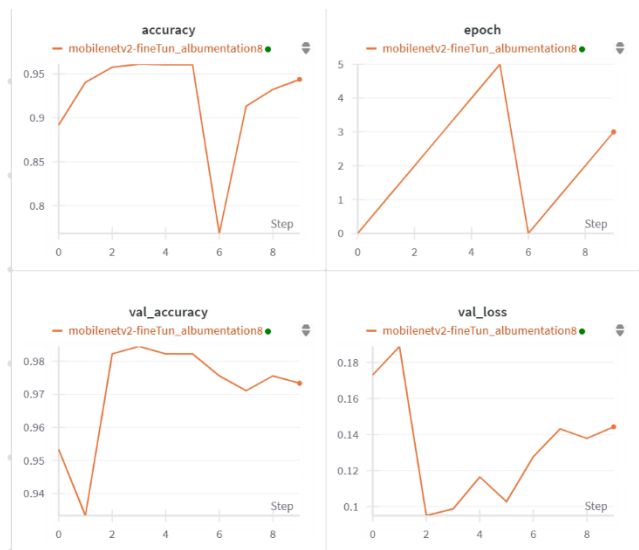 accuracy
mobilenetv2-fineTun_albumentation8
0.95
0.9
0.85
0.8
Step
0 2 4 6 8
epoch
mobilenetv2-fineTun_albumentation8
5
4
3
2
1
0
Step
0 2 4 6 8
val_accuracy
mobilenetv2-fineTun_albumentation8
0.98
0.97
0.96
0.95
0.94
Step
0 2 4 6 8
val_loss
mobilenetv2-fineTun_albumentation8
0.18
0.16
0.14
0.12
0.1
Step
0 2 4 6 8